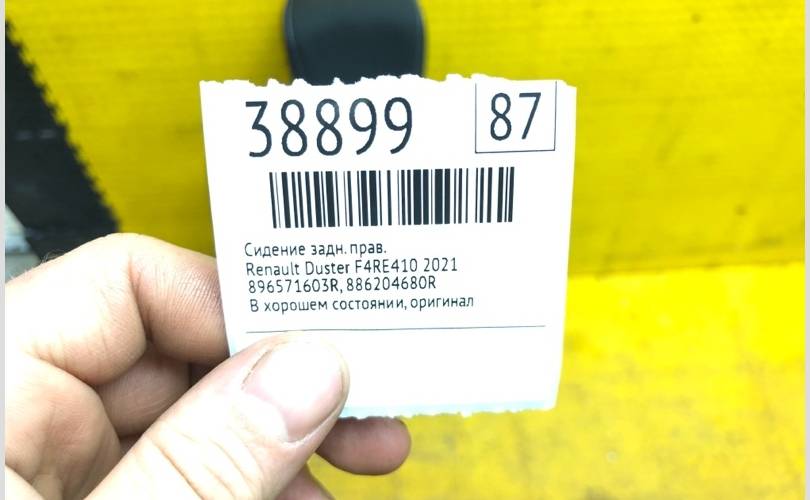 38899
87
Сидение задн. прав.
Renault Duster F4RE410 2021
896571603R, 886204680R
В хорошем состоянии, оригинал